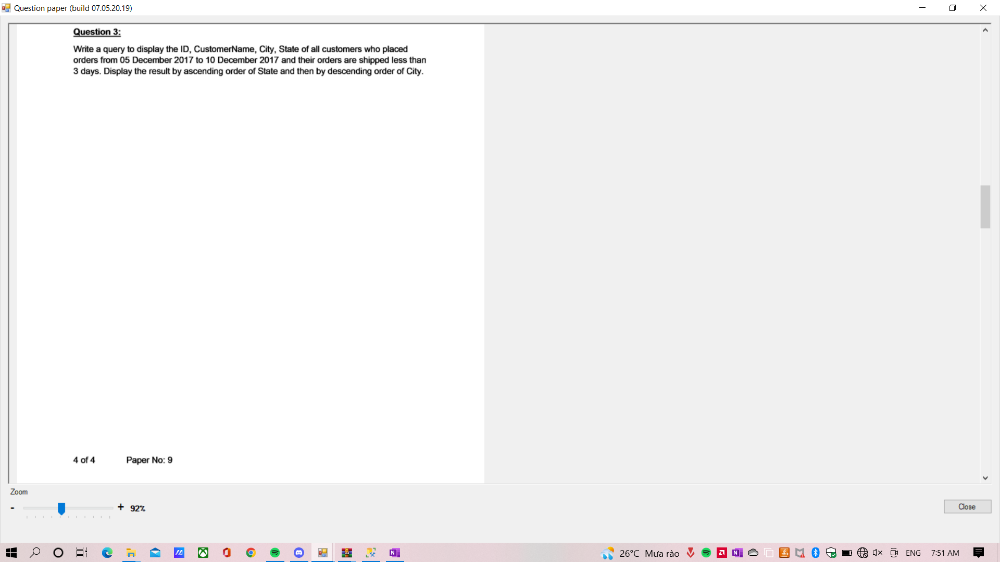 Question paper (build 07.05.20.19)
Question 3:
Write a query to display the ID, CustomerName, City, State of all customers who placed
orders from 05 December 2017 to 10 December 2017 and their orders are shipped less than
3 days. Display the result by ascending order of State and then by descending order of City.
4 of 4 Paper No: 9
Zoom
- + 92%
Close
26°C Mưa rào ENG 7:51 AM